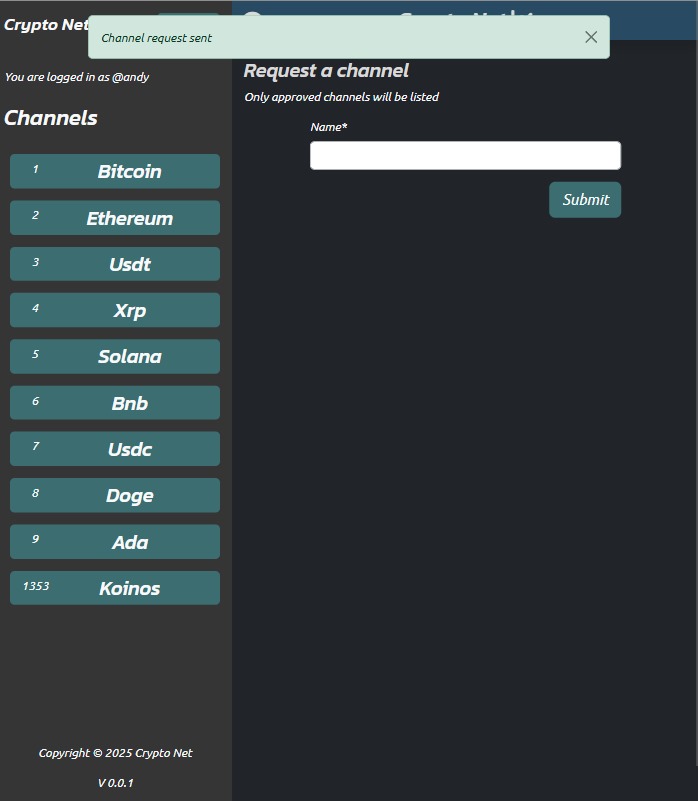 Crypto Net
Channel request sent
You are logged in as @andy
Channels
1 Bitcoin
2 Ethereum
3 Usdt
4 Xrp
5 Solana
6 Bnb
7 Usdc
8 Doge
9 Ada
1353 Koinos
Copyright © 2025 Crypto Net
V 0.0.1
Request a channel
Only approved channels will be listed
Name*
Submit